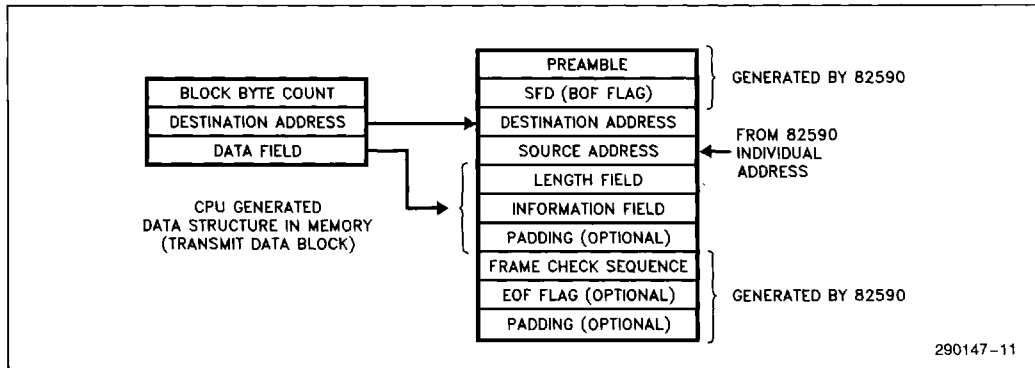 BLOCK BYTE COUNT
DESTINATION ADDRESS
DATA FIELD
CPU GENERATED
DATA STRUCTURE IN MEMORY
(TRANSMIT DATA BLOCK)
PREAMBLE
SFD (BOF FLAG)
DESTINATION ADDRESS
SOURCE ADDRESS
LENGTH FIELD
INFORMATION FIELD
PADDING (OPTIONAL)
FRAME CHECK SEQUENCE
EOF FLAG (OPTIONAL)
PADDING (OPTIONAL)
GENERATED BY 82590
FROM 82590
INDIVIDUAL
ADDRESS
GENERATED BY 82590
290147-11